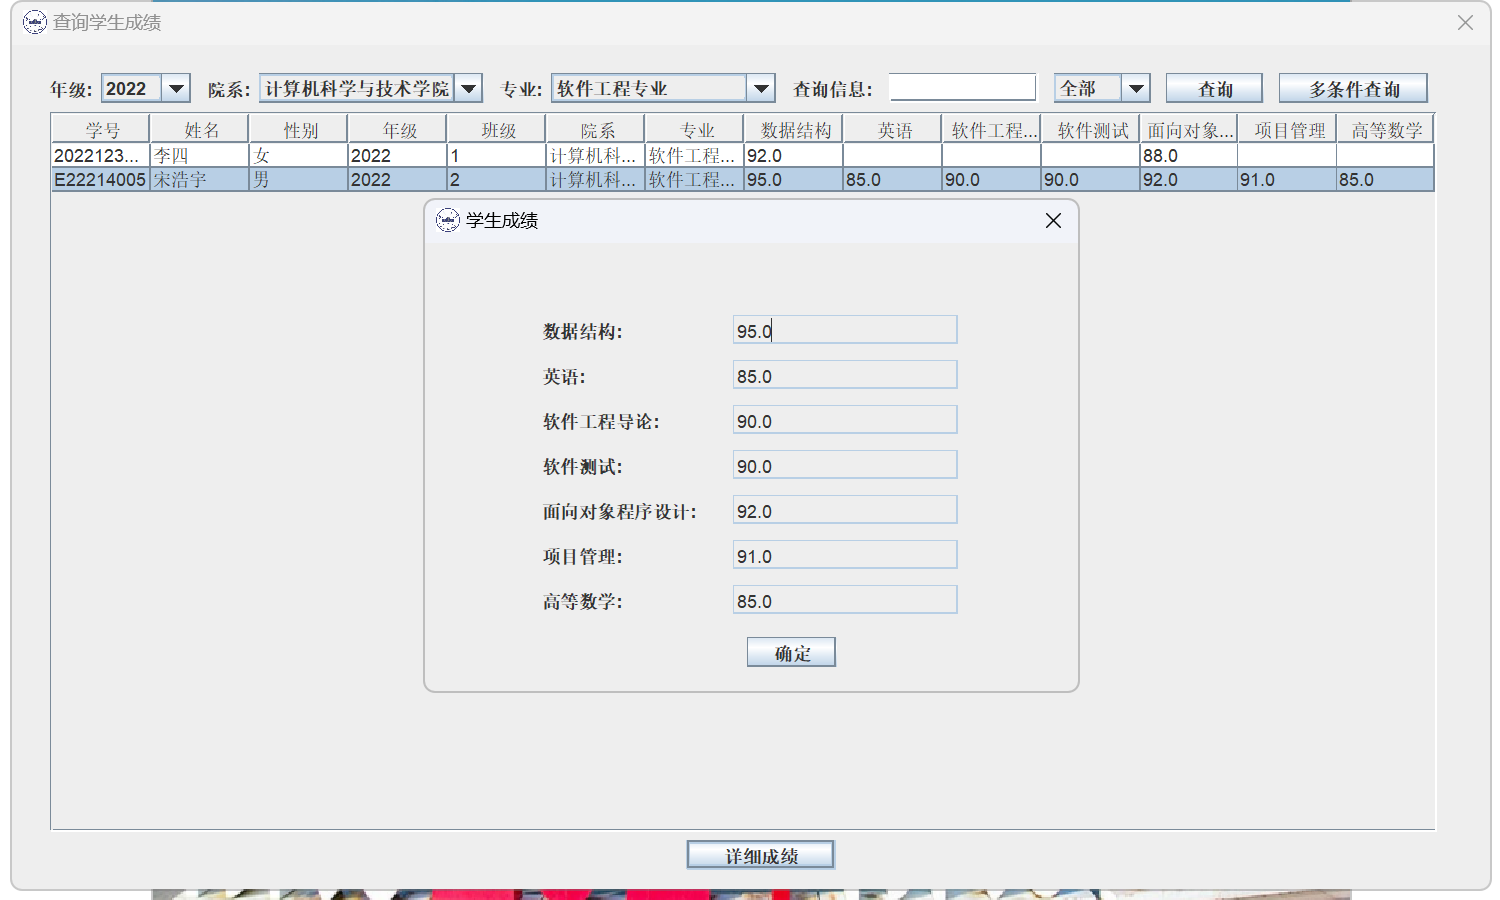 查询学生成绩
年级: 2022 院系: 计算机科学与技术学院 专业: 软件工程专业 查询信息: 全部 查询 多条件查询
学号 姓名 性别 年级 班级 院系 专业 数据结构 英语 软件工程... 软件测试 面向对象... 项目管理 高等数学
2022123... 李四 女 2022 1 计算机科... 软件工程... 92.0 88.0
E22214005 宋浩宇 男 2022 2 计算机科... 软件工程... 95.0 85.0 90.0 90.0 92.0 91.0 85.0
学生成绩
数据结构: 95.0
英语: 85.0
软件工程导论: 90.0
软件测试: 90.0
面向对象程序设计: 92.0
项目管理: 91.0
高等数学: 85.0
确定
详细成绩